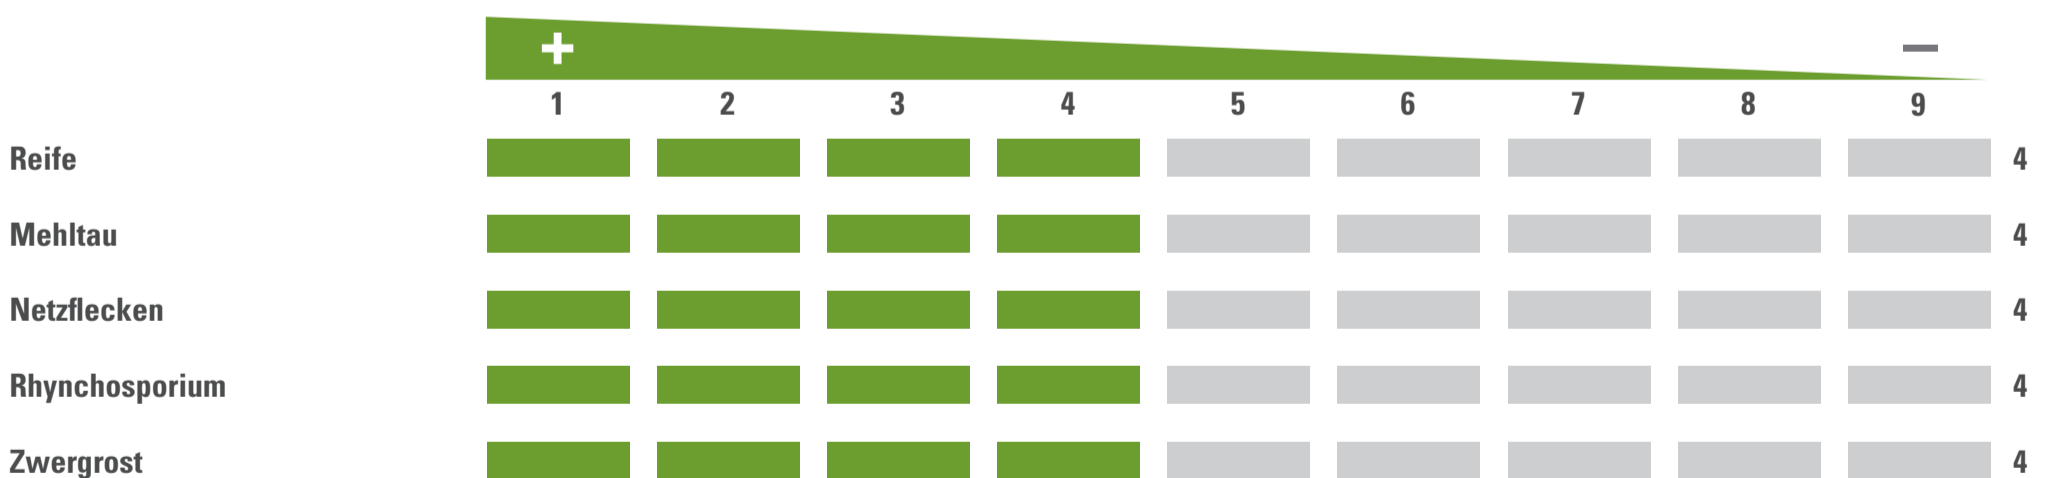 + −
1 2 3 4 5 6 7 8 9
Reife 4
Mehltau 4
Netzflecken 4
Rhynchosporium 4
Zwergrost 4